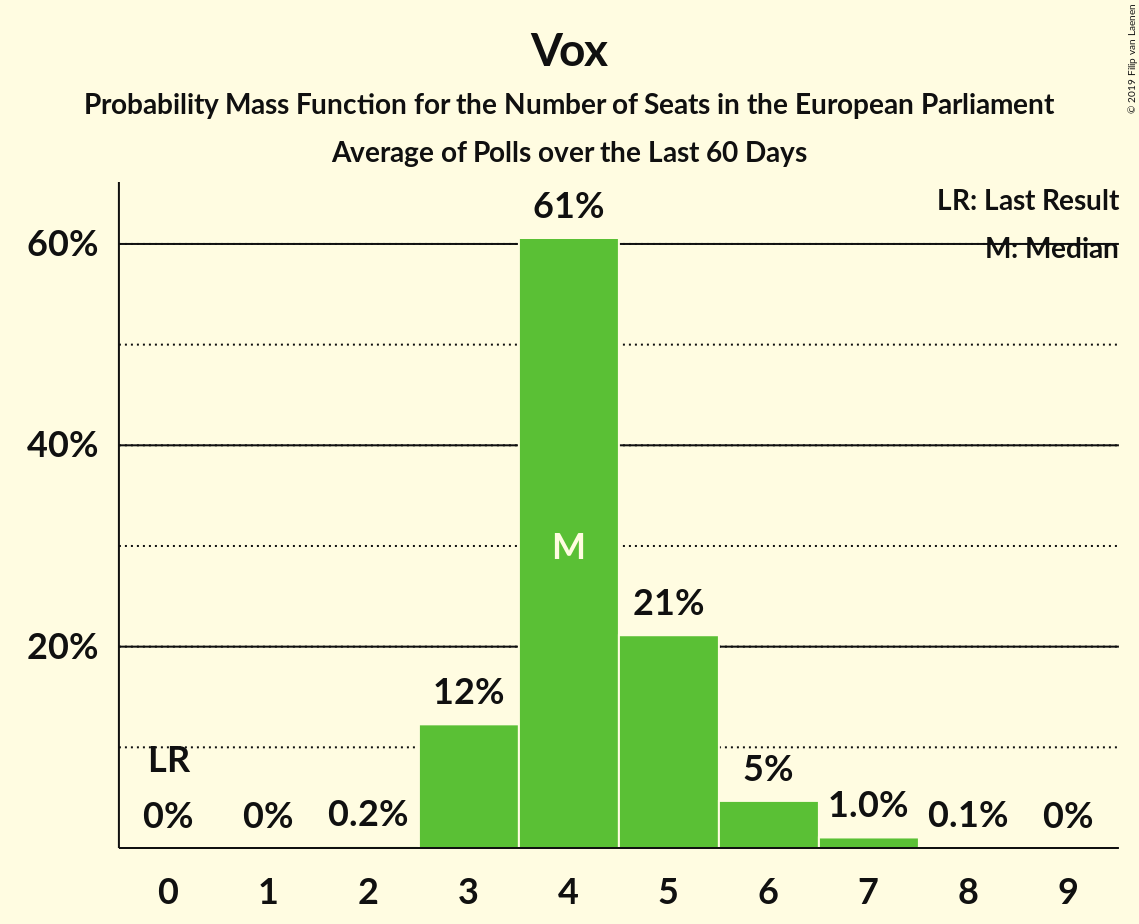 Vox
Probability Mass Function for the Number of Seats in the European Parliament
Average of Polls over the Last 60 Days
© 2019 Filip van Laenen
LR: Last Result
M: Median
61%
60%
40%
M
21%
20%
12%
LR
5%
0%
0%
0.2%
1.0%
0.1%
0%
0 1 2 3 4 5 6 7 8 9